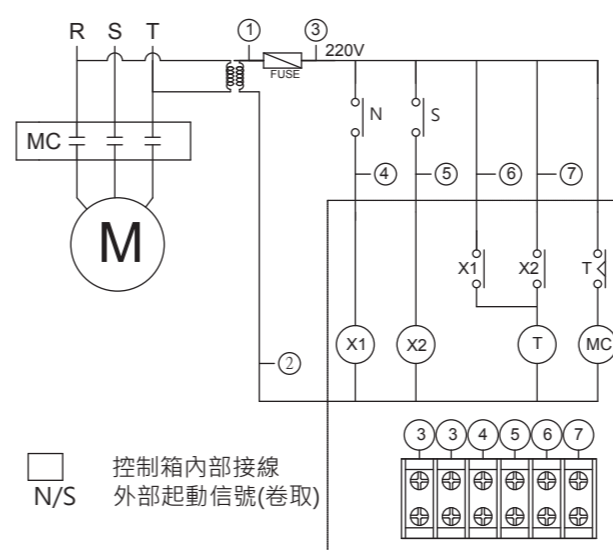 R S T
① ③ 220V
FUSE
N S
MC
④ ⑤ ⑥ ⑦
M
X1 X2 T
X1 X2 T MC
②
③ ③ ④ ⑤ ⑥ ⑦
控制箱內部接線
N/S 外部起動信號(卷取)